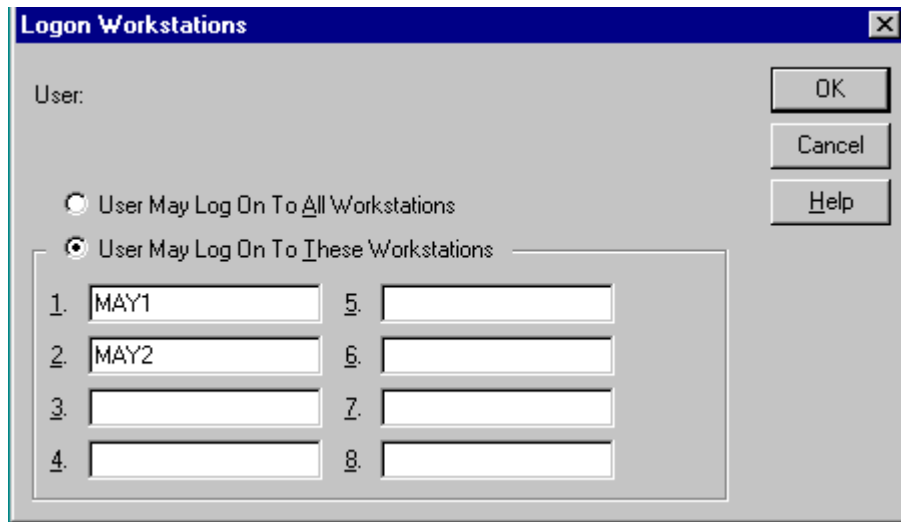 Logon Workstations
User:
OK
Cancel
Help
User May Log On To All Workstations
User May Log On To These Workstations
1. MAY1 5.
2. MAY2 6.
3. 7.
4. 8.